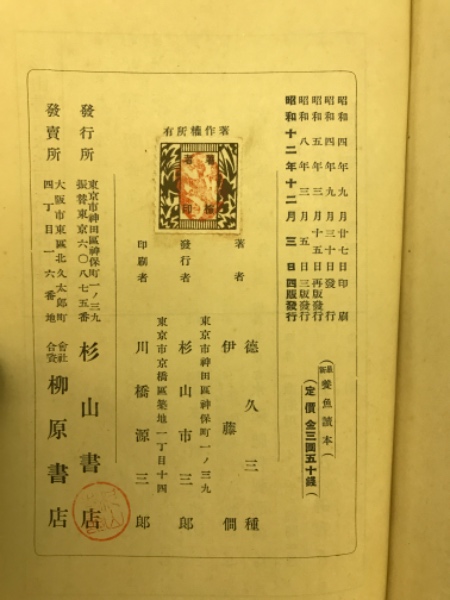 昭和四年九月廿七日印刷
昭和四年九月三十日發行
昭和五年三月十五日再版發行
昭和八年三月五日三版發行
昭和十二年十二月三日四版發行
最新養魚讀本
(定價金三圓五十錢)
著作權所有
著者
德久三種
伊藤
東京市神田區神保町一ノ三九
發行者
杉山市三郎
東京市京橋區築地一丁目十四
印刷者
川橋源三郎
發行所
東京市神田區神保町一ノ三九
振替東京六〇八七五番
杉山書店
發賣所
大阪市東區北久太郎町
四丁目一六番地
合資會社
柳原書店